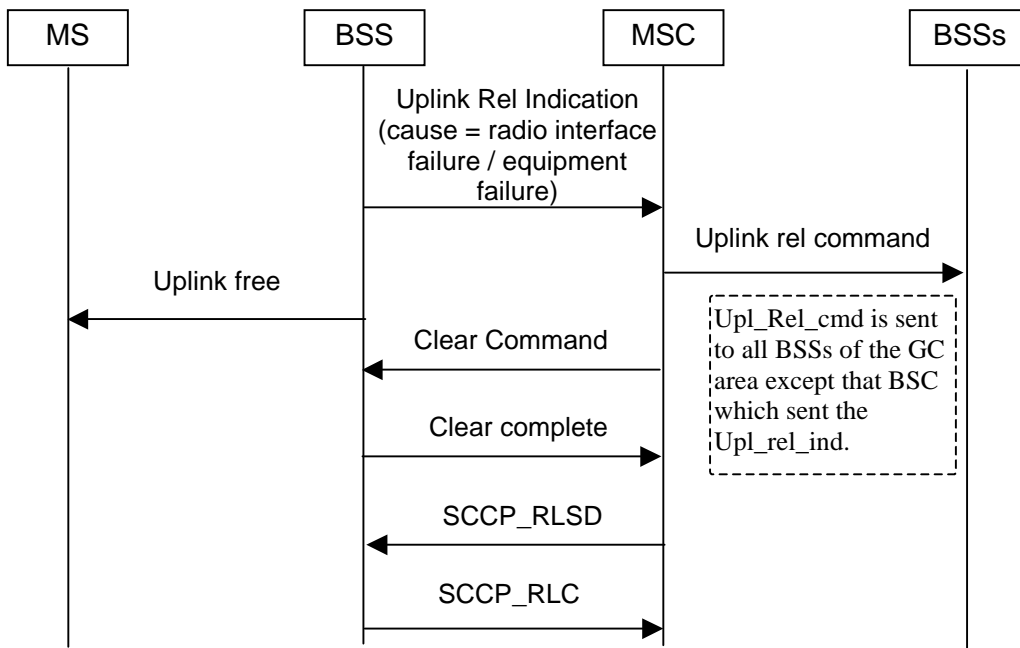 MS
BSS
MSC
BSSs
Uplink Rel Indication
(cause = radio interface
failure / equipment
failure)
Uplink rel command
Uplink free
Upl_Rel_cmd is sent
to all BSSs of the GC
area except that BSC
which sent the
Upl_rel_ind.
Clear Command
Clear complete
SCCP_RLSD
SCCP_RLC